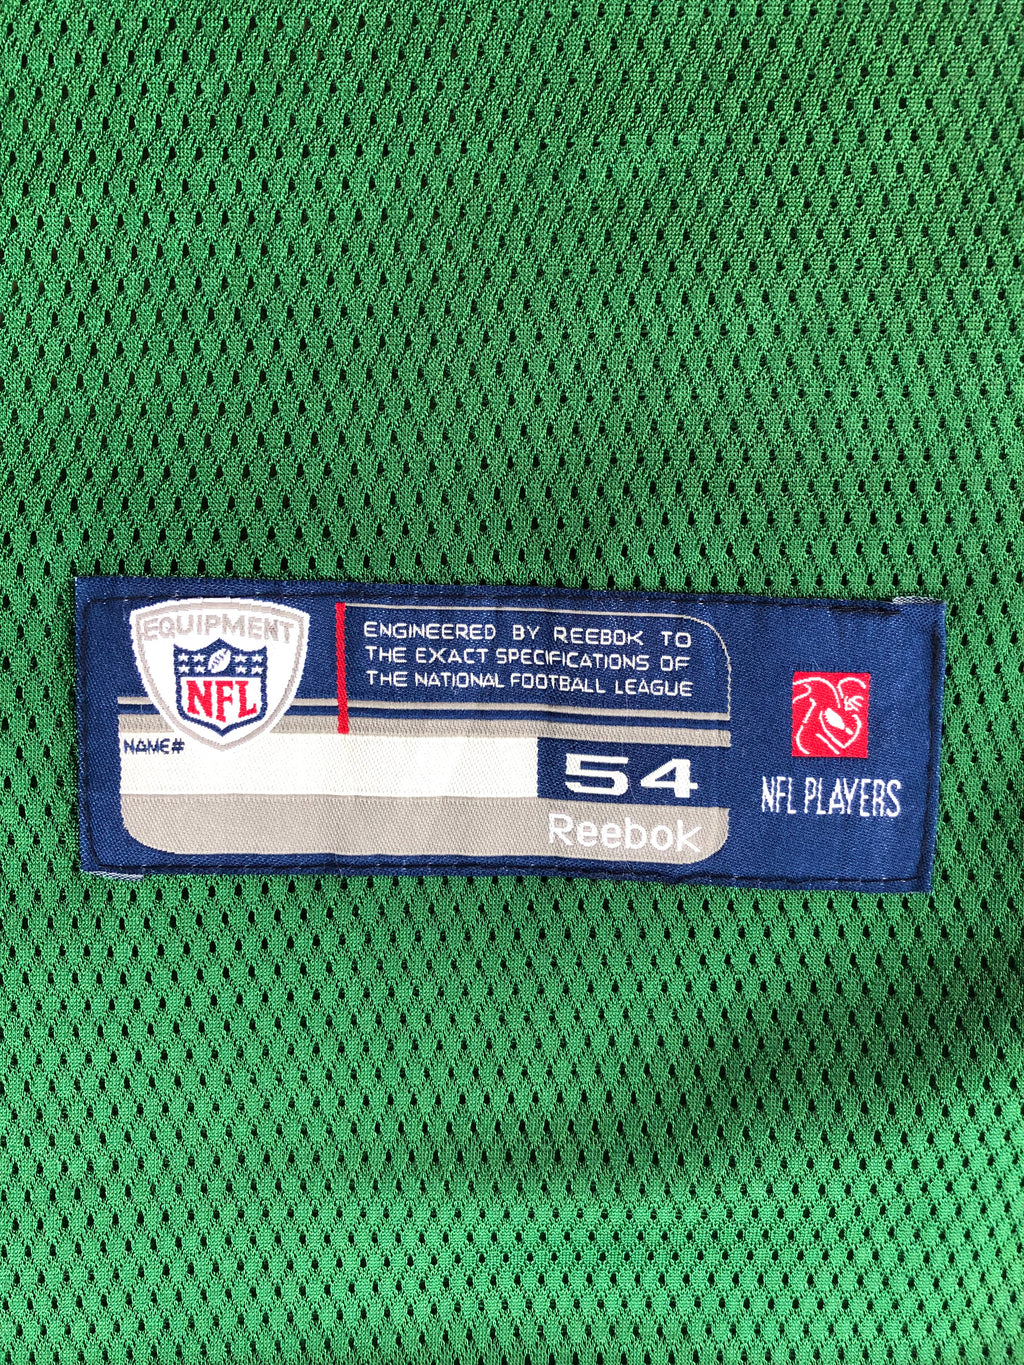 EQUIPMENT
NFL
ENGINEERED BY REEBOK TO
THE EXACT SPECIFICATIONS OF
THE NATIONAL FOOTBALL LEAGUE
NAME#
54
Reebok
NFL PLAYERS